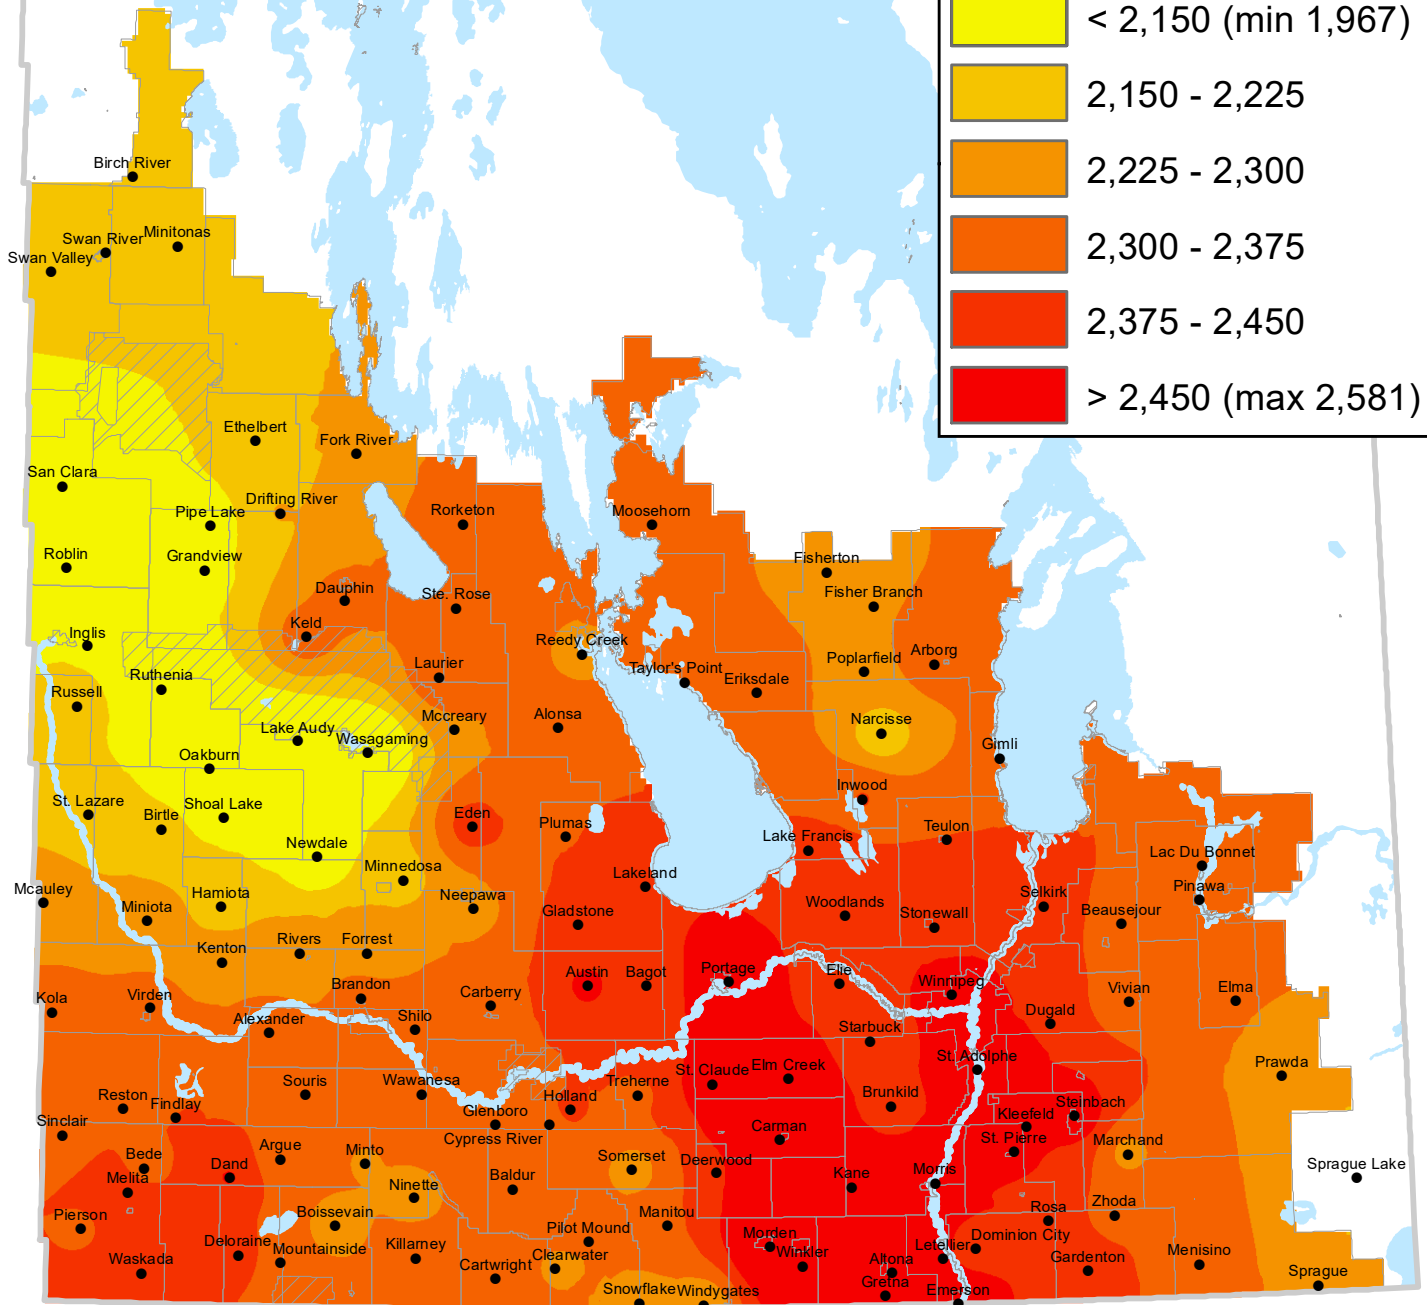 < 2,150 (min 1,967)
2,150 - 2,225
2,225 - 2,300
2,300 - 2,375
2,375 - 2,450
> 2,450 (max 2,581)
Birch River
Swan River
Minitonas
Swan Valley
Ethelbert
Fork River
San Clara
Drifting River
Pipe Lake
Rorketon
Moosehorn
Roblin
Grandview
Fisherton
Dauphin
Ste. Rose
Fisher Branch
Keld
Inglis
Reedy Creek
Arborg
Laurier
Taylor's Point
Poplarfield
Ruthenia
Eriksdale
Russell
Mccreary
Alonsa
Narcisse
Lake Audy
Wasagaming
Gimli
Oakburn
Inwood
St. Lazare
Birtle
Shoal Lake
Eden
Plumas
Lake Francis
Teulon
Newdale
Lac Du Bonnet
Minnedosa
Lakeland
Mcauley
Hamiota
Neepawa
Selkirk
Pinawa
Miniota
Gladstone
Woodlands
Stonewall
Beausejour
Kenton
Rivers
Forrest
Austin
Bagot
Portage
Elie
Winnipeg
Kola
Virden
Brandon
Carberry
Vivian
Elma
Alexander
Shilo
Starbuck
Dugald
St. Adolphe
Prawda
Souris
Wawanesa
Treherne
St. Claude
Elm Creek
Reston
Findlay
Holland
Brunkild
Steinbach
Sinclair
Glenboro
Kleefeld
Cypress River
Carman
St. Pierre
Marchand
Bede
Argue
Minto
Somerset
Deerwood
Sprague Lake
Melita
Dand
Baldur
Kane
Morris
Ninette
Pierson
Boissevain
Pilot Mound
Manitou
Rosa
Zhoda
Waskada
Deloraine
Mountainside
Killarney
Clearwater
Morden
Winkler
Letellier
Dominion City
Cartwright
Altona
Gardenton
Menisino
Sprague
Snowflake
Windygates
Gretna
Emerson